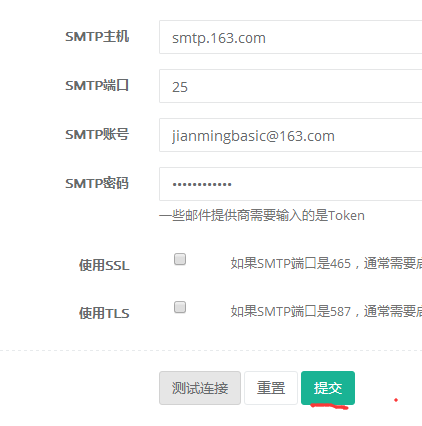 SMTP主机 smtp.163.com
SMTP端口 25
SMTP账号 jianmingbasic@163.com
SMTP密码 ••••••••••••
一些邮件提供商需要输入的是Token
使用SSL 如果SMTP端口是465，通常需要启
使用TLS 如果SMTP端口是587，通常需要启
测试连接 重置 提交